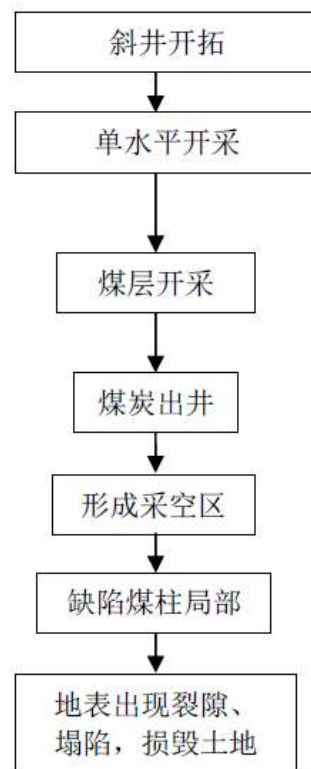 斜井开拓
单水平开采
煤层开采
煤炭出井
形成采空区
缺陷煤柱局部
地表出现裂隙、
塌陷，损毁土地